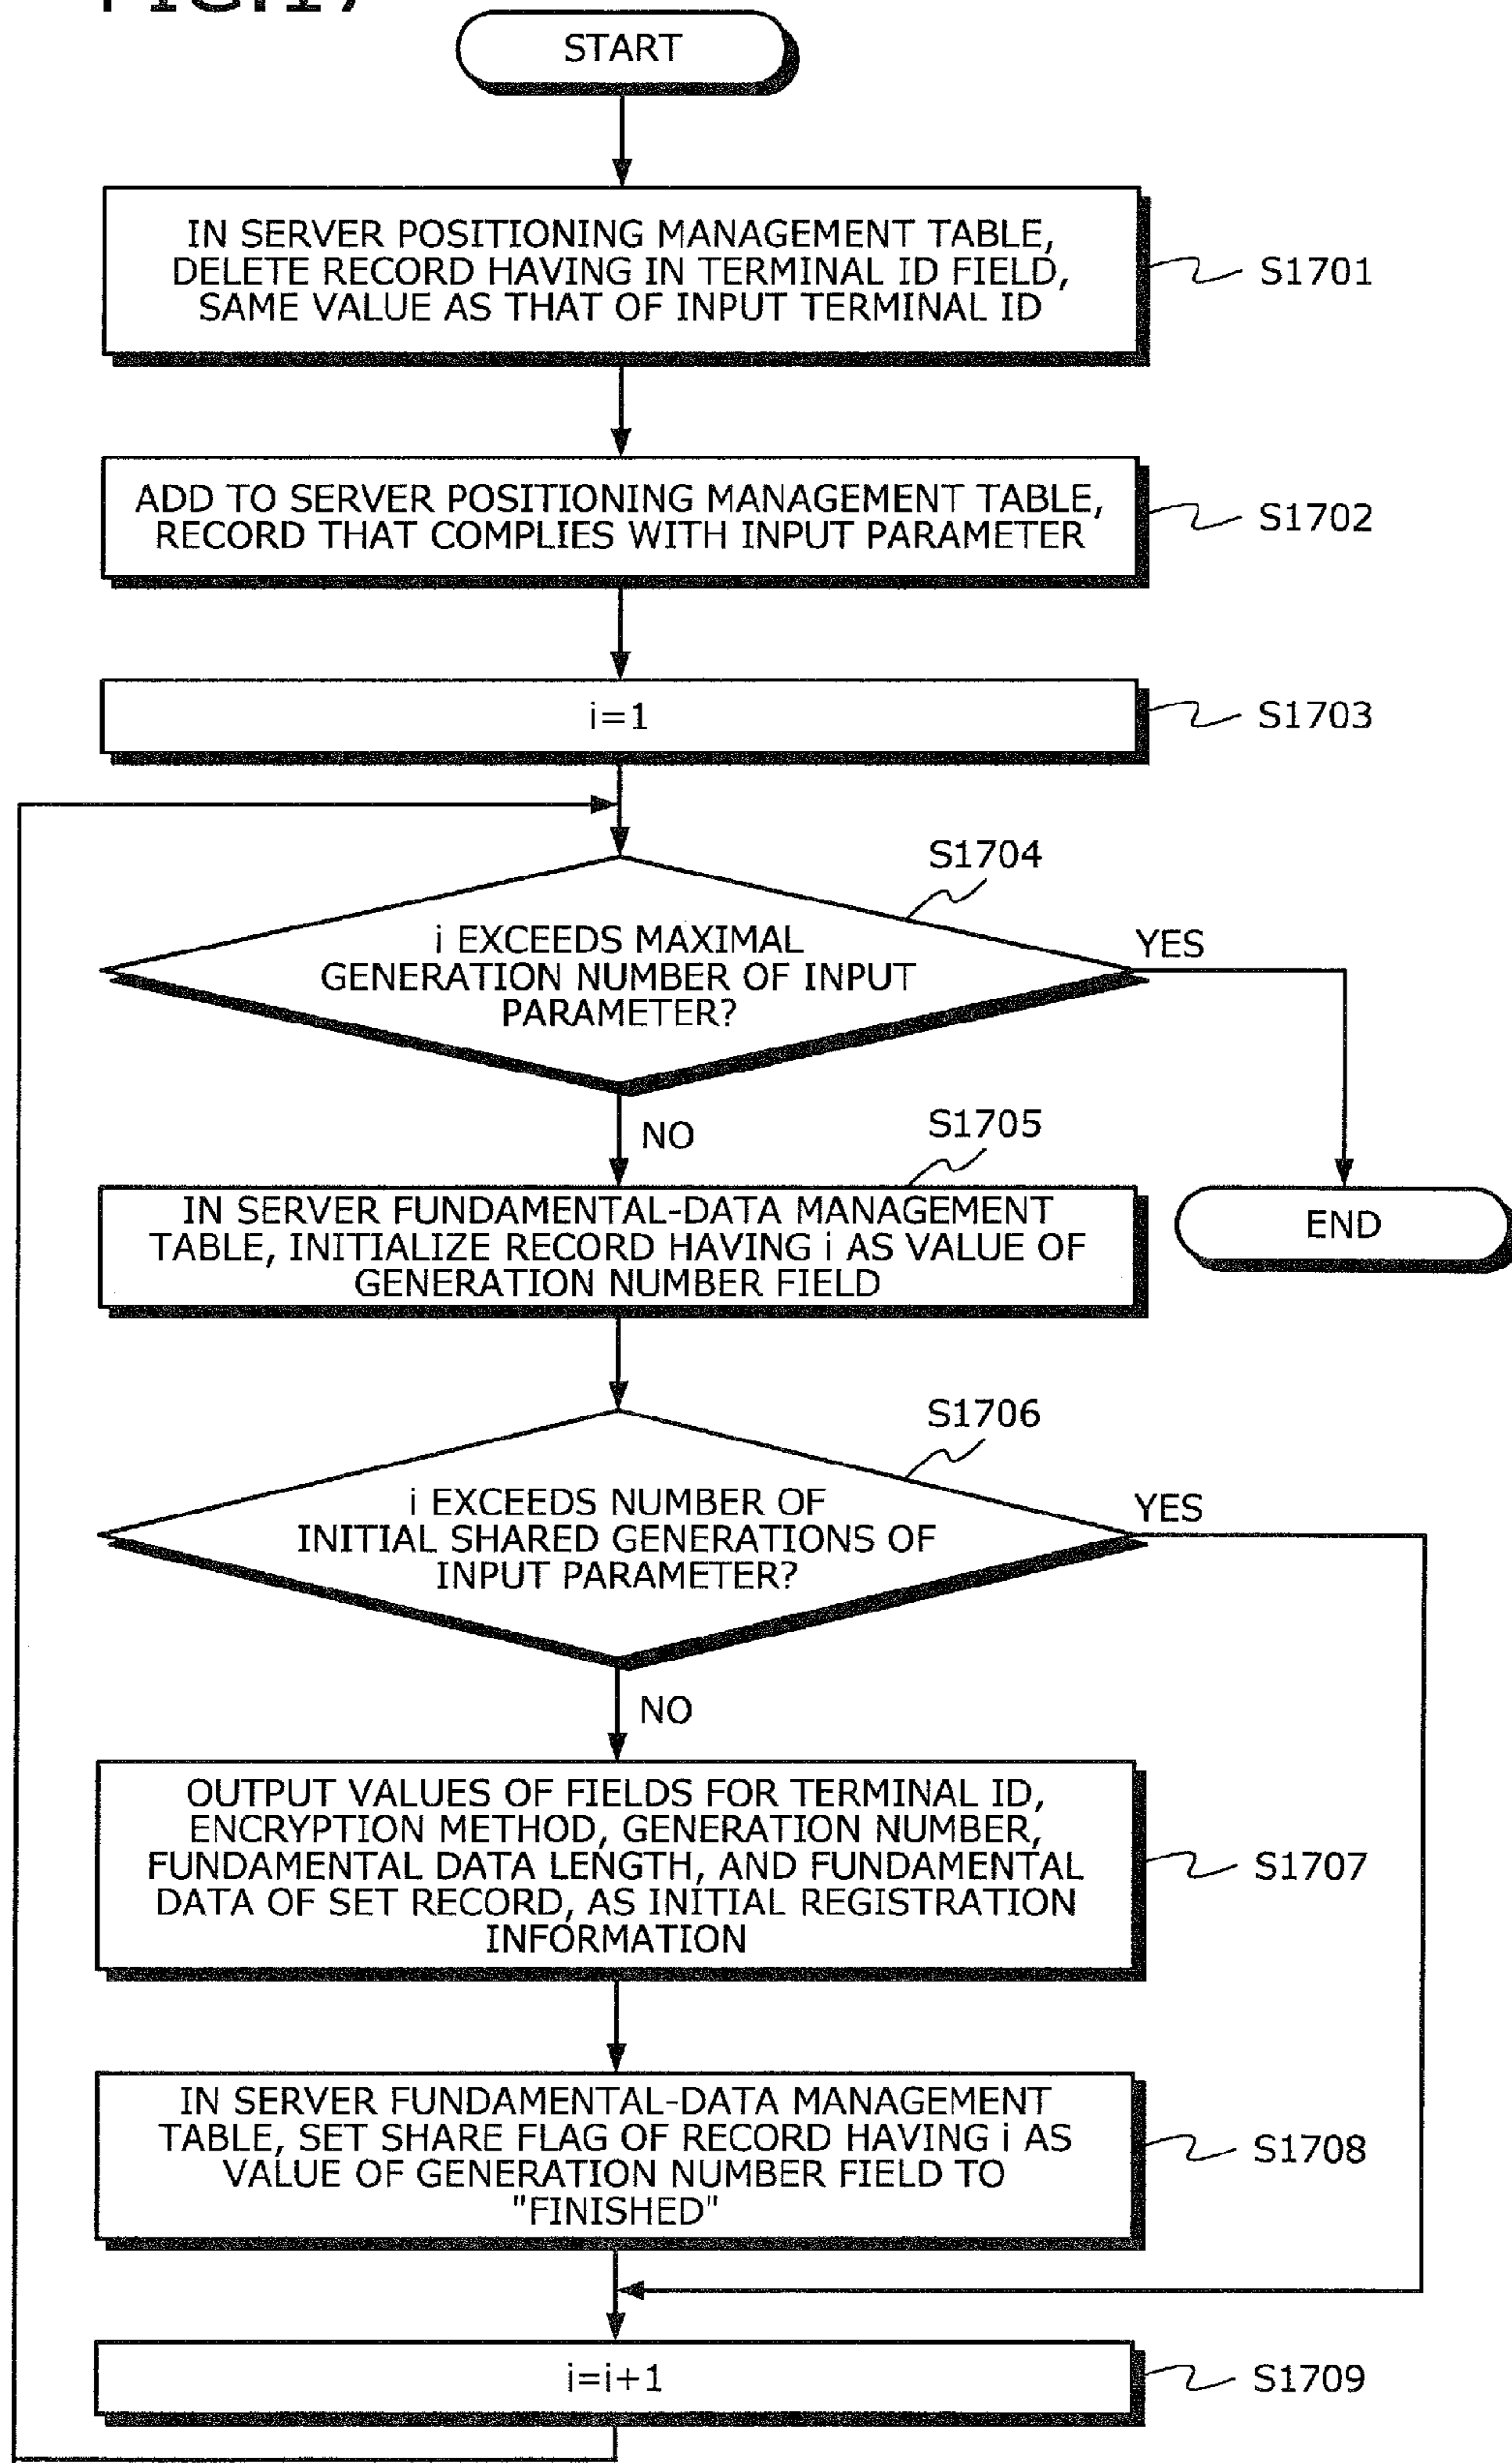 FIG.17
START
IN SERVER POSITIONING MANAGEMENT TABLE,
DELETE RECORD HAVING IN TERMINAL ID FIELD,
SAME VALUE AS THAT OF INPUT TERMINAL ID
S1701
ADD TO SERVER POSITIONING MANAGEMENT TABLE,
RECORD THAT COMPLIES WITH INPUT PARAMETER
S1702
i=1
S1703
S1704
i EXCEEDS MAXIMAL
GENERATION NUMBER OF INPUT
PARAMETER?
YES
NO
S1705
IN SERVER FUNDAMENTAL-DATA MANAGEMENT
TABLE, INITIALIZE RECORD HAVING i AS VALUE OF
GENERATION NUMBER FIELD
END
S1706
i EXCEEDS NUMBER OF
INITIAL SHARED GENERATIONS OF
INPUT PARAMETER?
YES
NO
OUTPUT VALUES OF FIELDS FOR TERMINAL ID,
ENCRYPTION METHOD, GENERATION NUMBER,
FUNDAMENTAL DATA LENGTH, AND FUNDAMENTAL
DATA OF SET RECORD, AS INITIAL REGISTRATION
INFORMATION
S1707
IN SERVER FUNDAMENTAL-DATA MANAGEMENT
TABLE, SET SHARE FLAG OF RECORD HAVING i AS
VALUE OF GENERATION NUMBER FIELD TO
"FINISHED"
S1708
i=i+1
S1709